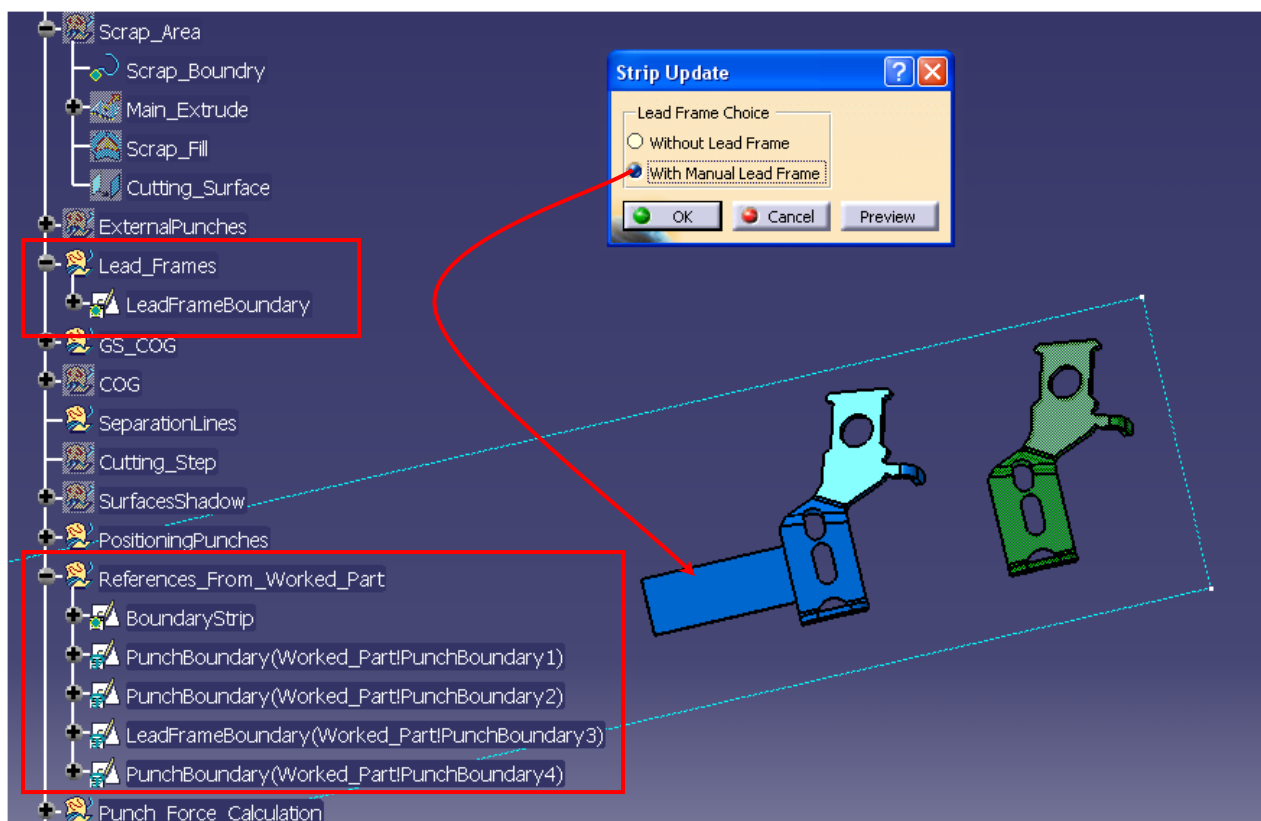 Scrap_Area
Scrap_Boundry
Main_Extrude
Scrap_Fill
Cutting_Surface
ExternalPunches
Lead_Frames
LeadFrameBoundary
GS_COG
COG
SeparationLines
Cutting_Step
SurfacesShadow
PositioningPunches
References_From_Worked_Part
BoundaryStrip
PunchBoundary(Worked_Part!PunchBoundary1)
PunchBoundary(Worked_Part!PunchBoundary2)
LeadFrameBoundary(Worked_Part!PunchBoundary3)
PunchBoundary(Worked_Part!PunchBoundary4)
Punch_Force_Calculation
Strip Update
Lead Frame Choice
Without Lead Frame
With Manual Lead Frame
OK Cancel Preview